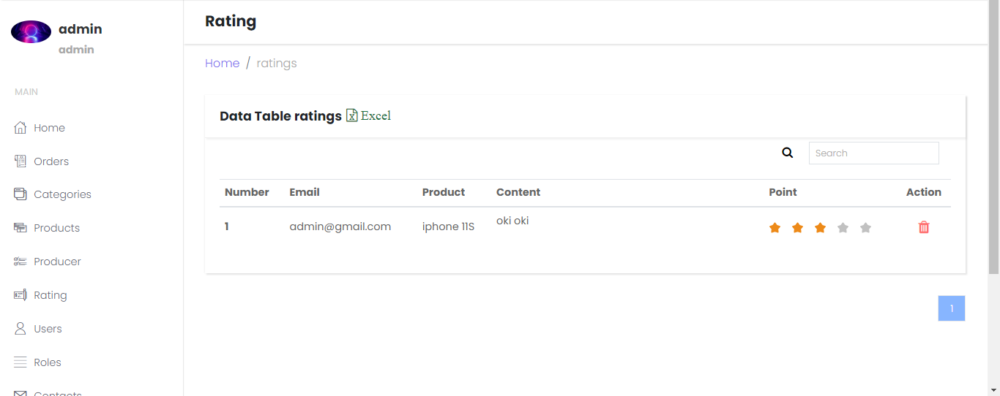 admin
admin
MAIN
Home
Orders
Categories
Products
Producer
Rating
Users
Roles
Contacts
Rating
Home / ratings
Data Table ratings Excel
Search
Number Email Product Content Point Action
1 admin@gmail.com iphone 11S oki oki
1